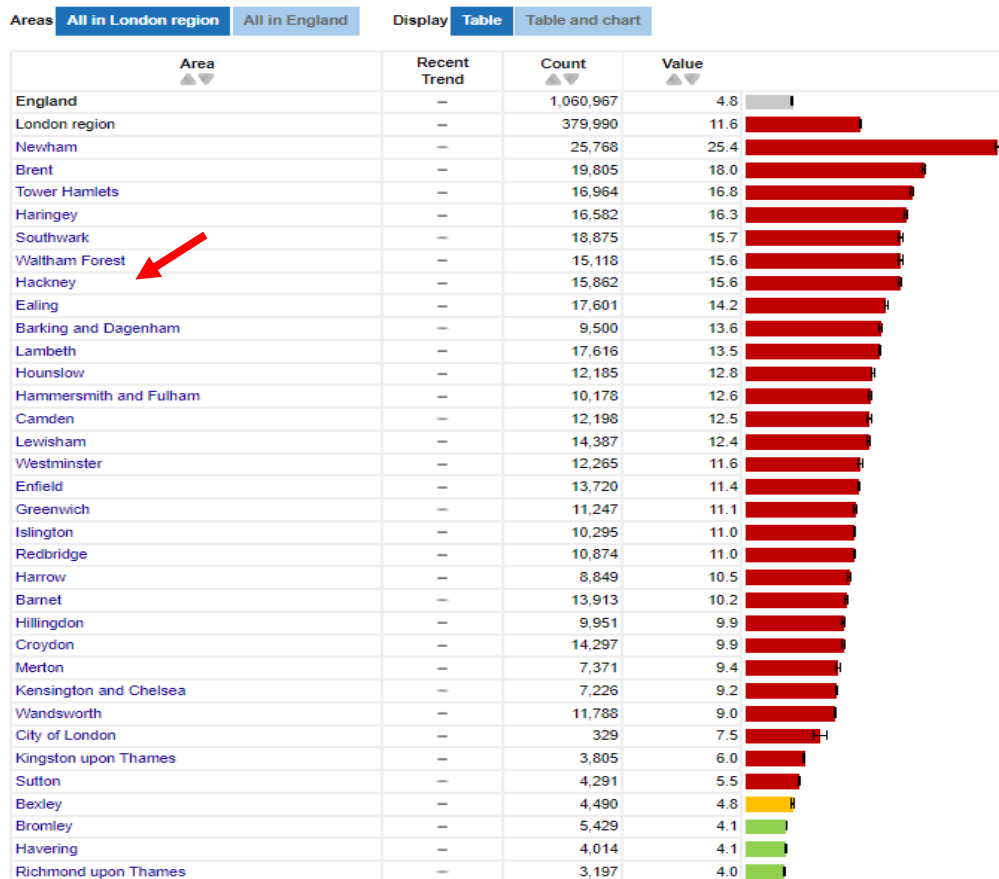 Areas All in London region All in England Display Table Table and chart
Area Recent Trend Count Value
England – 1,060,967 4.8
London region – 379,990 11.6
Newham – 25,768 25.4
Brent – 19,805 18.0
Tower Hamlets – 16,964 16.8
Haringey – 16,582 16.3
Southwark – 18,875 15.7
Waltham Forest – 15,118 15.6
Hackney – 15,862 15.6
Ealing – 17,601 14.2
Barking and Dagenham – 9,500 13.6
Lambeth – 17,616 13.5
Hounslow – 12,185 12.8
Hammersmith and Fulham – 10,178 12.6
Camden – 12,198 12.5
Lewisham – 14,387 12.4
Westminster – 12,265 11.6
Enfield – 13,720 11.4
Greenwich – 11,247 11.1
Islington – 10,295 11.0
Redbridge – 10,874 11.0
Harrow – 8,849 10.5
Barnet – 13,913 10.2
Hillingdon – 9,951 9.9
Croydon – 14,297 9.9
Merton – 7,371 9.4
Kensington and Chelsea – 7,226 9.2
Wandsworth – 11,788 9.0
City of London – 329 7.5
Kingston upon Thames – 3,805 6.0
Sutton – 4,291 5.5
Bexley – 4,490 4.8
Bromley – 5,429 4.1
Havering – 4,014 4.1
Richmond upon Thames – 3,197 4.0